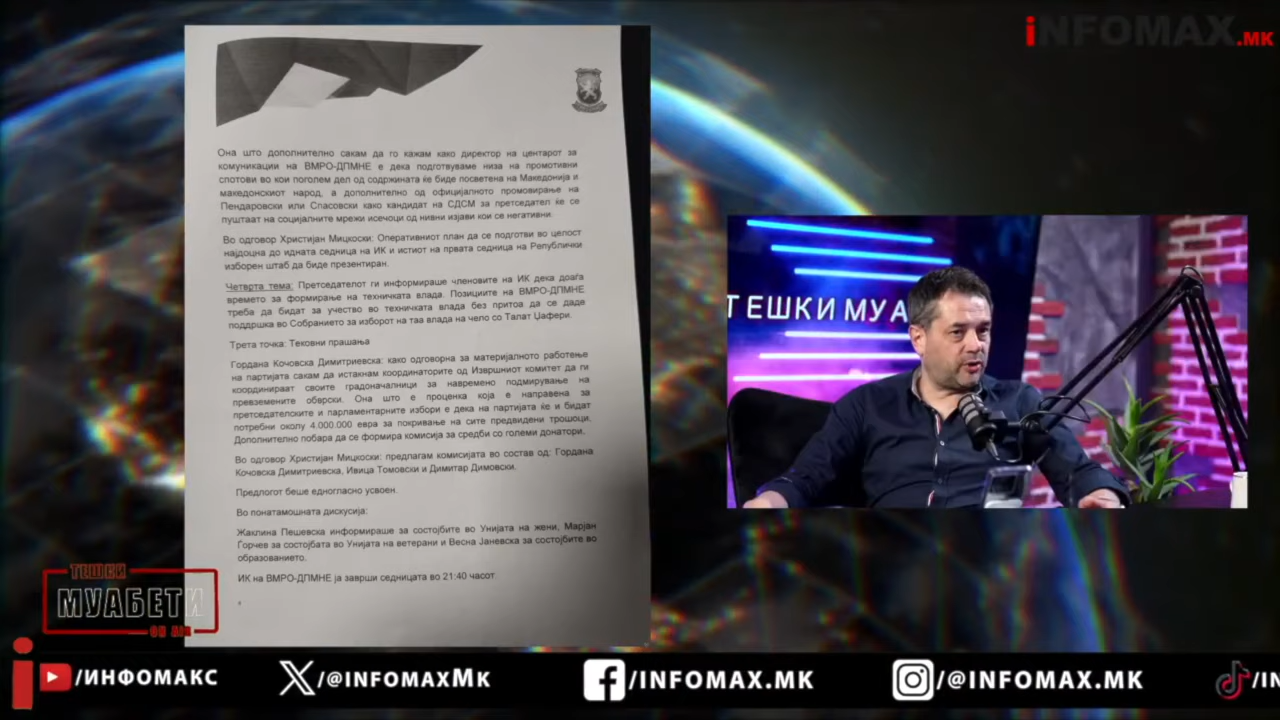 iNFOMAX.MK
Она што дополнително сакам да го кажам како директор на центарот за
комуникации на ВМРО-ДПМНЕ е дека подготвуваме низа на промотивни
спотови во кои поголем дел од содржината ќе биде посветена на Македонија и
македонскиот народ, а дополнително од официјалното промовирање на
Пендаровски или Спасовски како кандидат на СДСМ за претседател ќе се
пуштаат на социјалните мрежи исечоци од нивни изјави кои се негативни.
Во одговор Христијан Мицкоски: Оперативниот план да се подготви во целост
најдоцна до идната седница на ИК и истиот на првата седница на Републички
изборен штаб да биде презентиран.
Четврта тема: Претседателот ги информираше членовите на ИК дека доаѓа
времето за формирање на техничката влада. Позициите на ВМРО-ДПМНЕ
треба да бидат за учество во техничката влада без притоа да се даде
поддршка во Собранието за изборот на таа влада на чело со Талат Џафери.
Трета точка: Тековни прашања
Гордана Кочовска Димитриевска: како одговорна за материјалното работење
на партијата сакам да истакнам координаторите од Извршниот комитет да ги
координираат своите градоначалници за навремено подмирување на
превземените обврски. Она што е проценка која е направена за
претседателските и парламентарните избори е дека на партијата ќе и бидат
потребни околу 4.000.000 евра за покривање на сите предвидени трошоци.
Дополнително побара да се формира комисија за средби со големи донатори.
Во одговор Христијан Мицкоски: предлагам комисијата во состав од: Гордана
Кочовска Димитриевска, Ивица Томовски и Димитар Димовски.
Предлогот беше едногласно усвоен.
Во понатамошната дискусија:
Жаклина Пешевска информираше за состојбите во Унијата на жени, Марјан
Ѓорчев за состојбата во Унијата на ветерани и Весна Јаневска за состојбите во
образованието.
ИК на ВМРО-ДПМНЕ ја заврши седницата во 21:40 часот
ТЕШКИ МУА
ТЕШКИ
МУАБЕТИ
ON AIR
/ИНФОМАКС
/@INFOMAXMK
/INFOMAX.MK
/@INFOMAX.MK
/IN